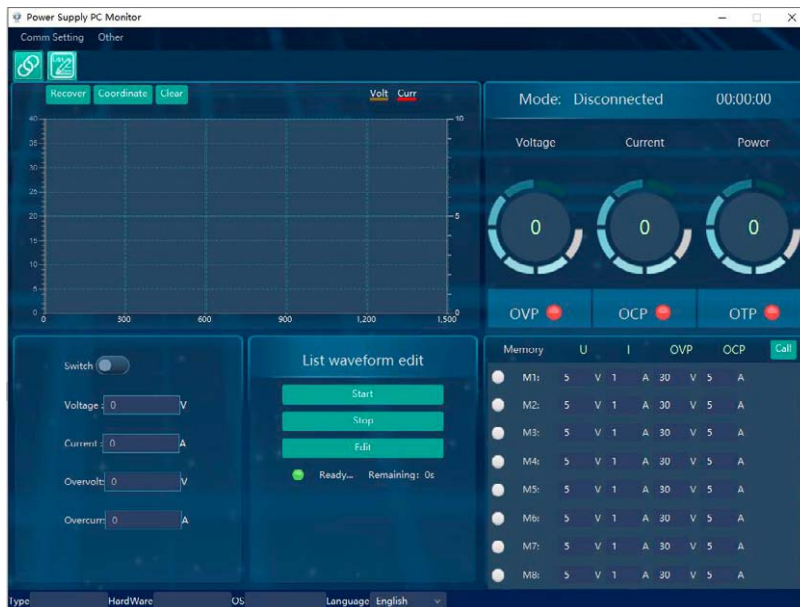 Power Supply PC Monitor
Comm Setting Other
Recover Coordinate Clear Volt Curr
40 10
35
30
25
20 5
15
10
5
0 0
0 300 600 900 1,200 1,500
Mode: Disconnected 00:00:00
Voltage Current Power
0 0 0
OVP OCP OTP
Switch
Voltage : 0 V
Current : 0 A
Overvolt: 0 V
Overcurr: 0 A
List waveform edit
Start
Stop
Edit
Ready... Remaining: 0s
Memory U I OVP OCP Call
M1: 5 V 1 A 30 V 5 A
M2: 5 V 1 A 30 V 5 A
M3: 5 V 1 A 30 V 5 A
M4: 5 V 1 A 30 V 5 A
M5: 5 V 1 A 30 V 5 A
M6: 5 V 1 A 30 V 5 A
M7: 5 V 1 A 30 V 5 A
M8: 5 V 1 A 30 V 5 A
Type HardWare OS Language English